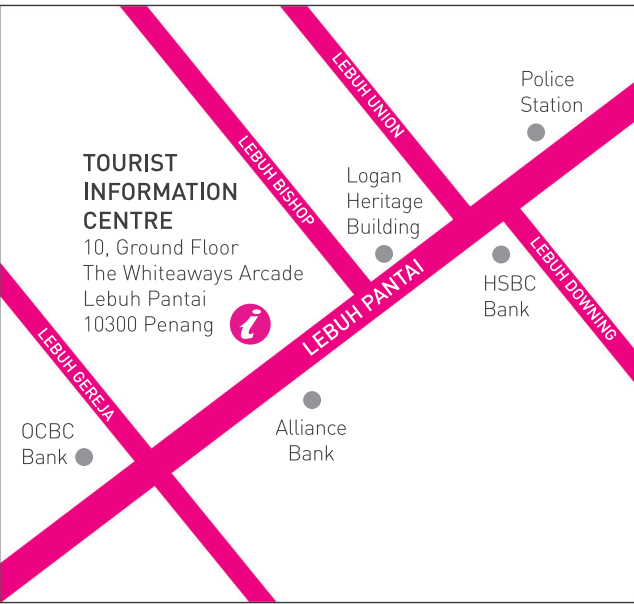 LEBUH UNION
Police
Station
LEBUH BISHOP
TOURIST
INFORMATION
CENTRE
10, Ground Floor
The Whiteaways Arcade
Lebuh Pantai
10300 Penang
i
Logan
Heritage
Building
LEBUH PANTAI
HSBC
Bank
LEBUH DOWNING
LEBUH GEREJA
OCBC
Bank
Alliance
Bank